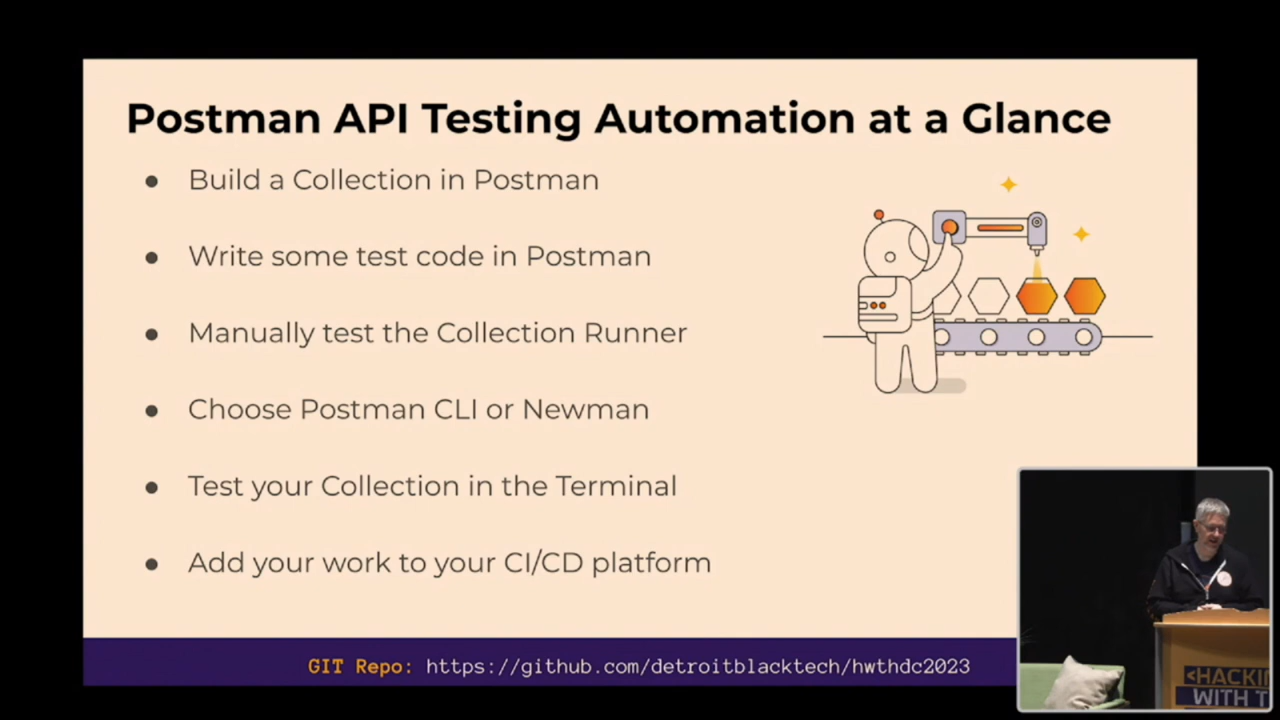 Postman API Testing Automation at a Glance
● Build a Collection in Postman
● Write some test code in Postman
● Manually test the Collection Runner
● Choose Postman CLI or Newman
● Test your Collection in the Terminal
● Add your work to your CI/CD platform
GIT Repo: https://github.com/detroitblacktech/hwthdc2023
<HACKIN
WITH T